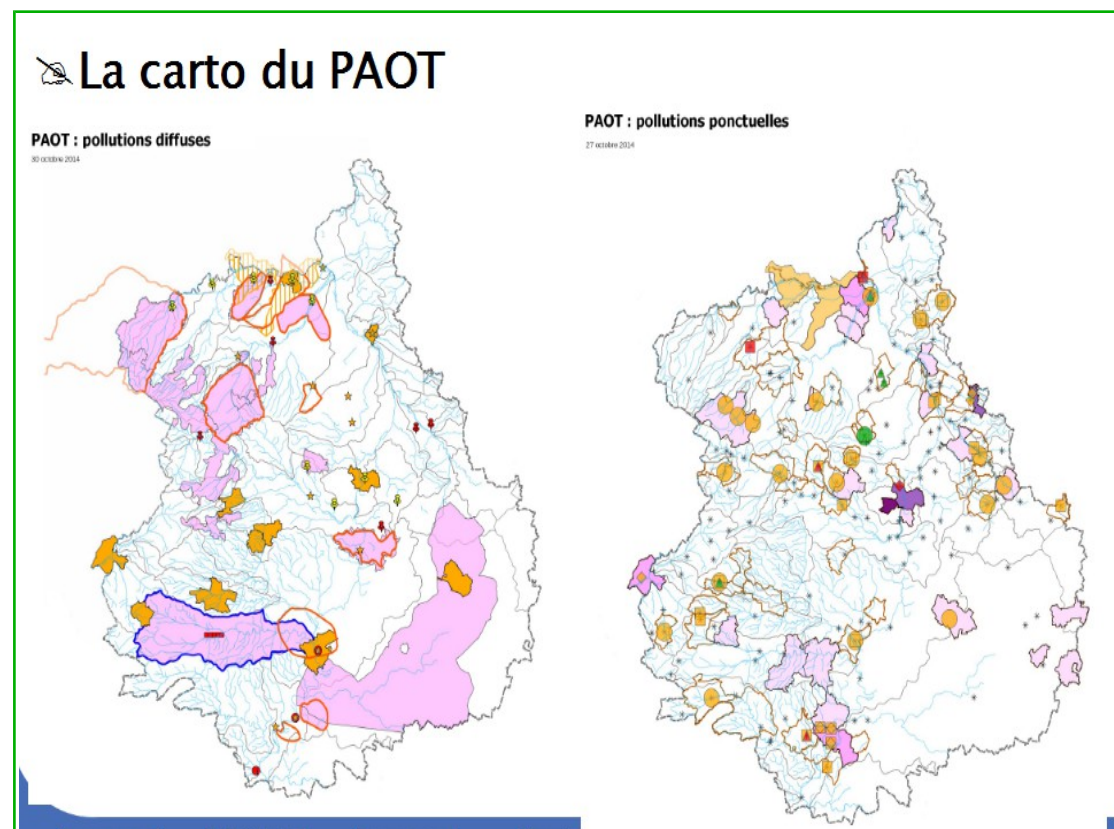 La carto du PAOT
PAOT : pollutions diffuses
30 octobre 2014
PAOT : pollutions ponctuelles
27 octobre 2014